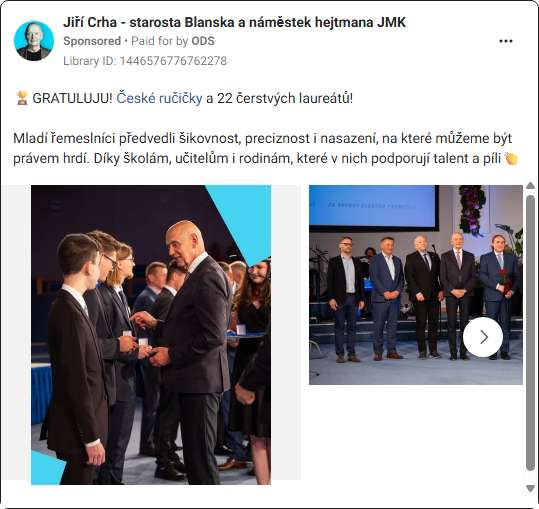 Jiří Crha - starosta Blanska a náměstek hejtmana JMK
Sponsored • Paid for by ODS
Library ID: 1446576776762278
🏆 GRATULUJU! České ručičky a 22 čerstvých laureátů!
Mladí řemeslníci předvedli šikovnost, preciznost i nasazení, na které můžeme být
právem hrdí. Díky školám, učitelům i rodinám, které v nich podporují talent a píli 👏